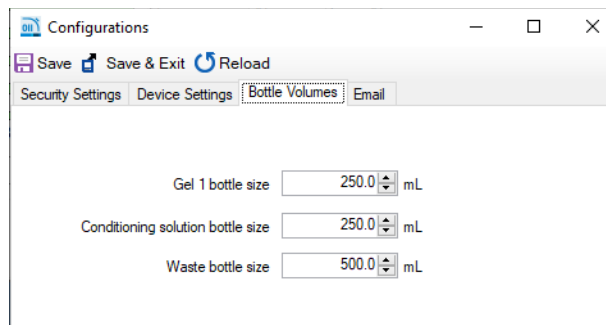 Configurations
Save Save & Exit Reload
Security Settings Device Settings Bottle Volumes Email
Gel 1 bottle size 250.0 mL
Conditioning solution bottle size 250.0 mL
Waste bottle size 500.0 mL